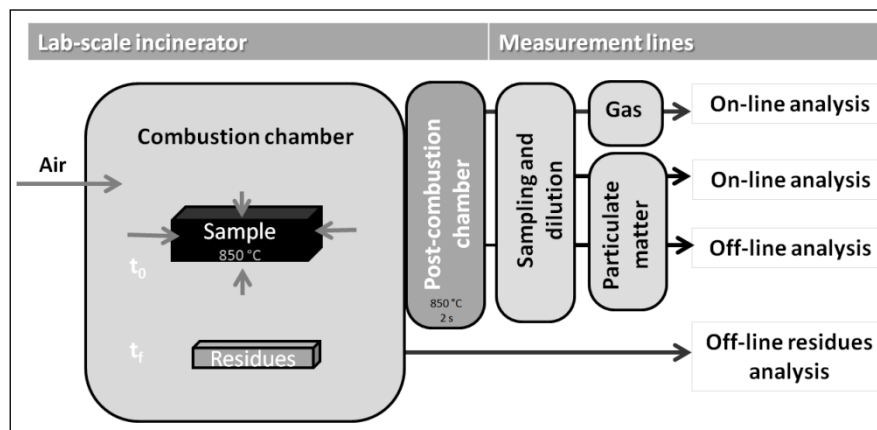 Lab-scale incinerator
Measurement lines
Combustion chamber
Air
Sample
850 °C
t0
tf
Residues
Post-combustion
chamber
850 °C
2 s
Sampling and
dilution
Gas
Particulate
matter
On-line analysis
On-line analysis
Off-line analysis
Off-line residues
analysis